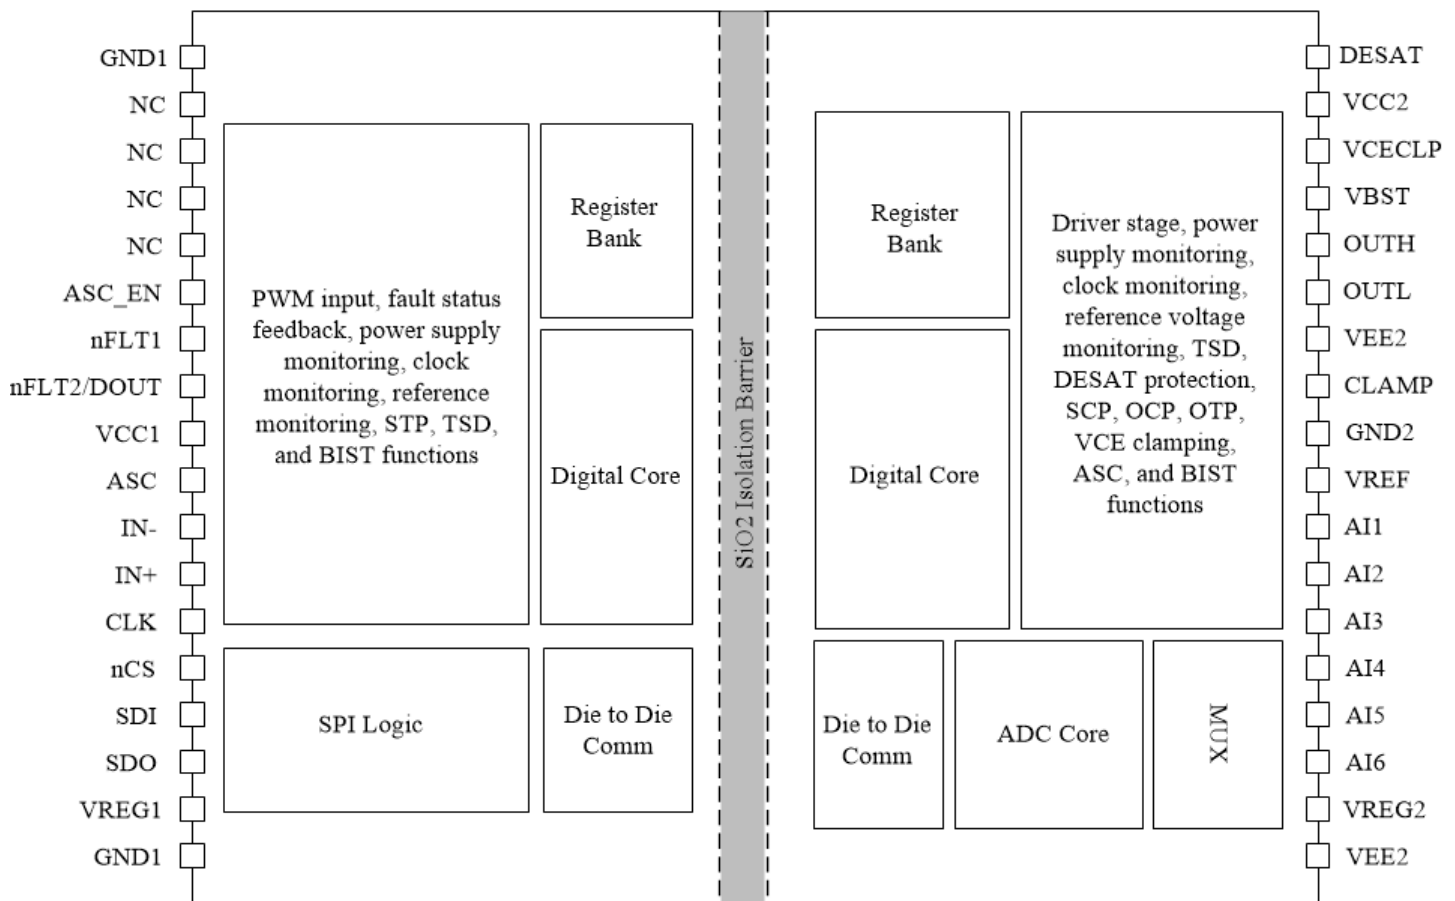 GND1
NC
NC
NC
NC
ASC_EN
nFLT1
nFLT2/DOUT
VCC1
ASC
IN-
IN+
CLK
nCS
SDI
SDO
VREG1
GND1
PWM input, fault status
feedback, power supply
monitoring, clock
monitoring, reference
monitoring, STP, TSD,
and BIST functions
Register
Bank
Digital Core
SPI Logic
Die to Die
Comm
SiO2 Isolation Barrier
Register
Bank
Digital Core
Driver stage, power
supply monitoring,
clock monitoring,
reference voltage
monitoring, TSD,
DESAT protection,
SCP, OCP, OTP,
VCE clamping,
ASC, and BIST
functions
Die to Die
Comm
ADC Core
MUX
DESAT
VCC2
VCECLP
VBST
OUTH
OUTL
VEE2
CLAMP
GND2
VREF
AI1
AI2
AI3
AI4
AI5
AI6
VREG2
VEE2